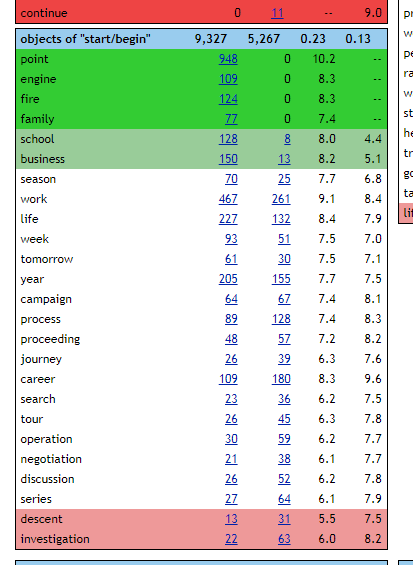 continue 0 11 -- 9.0
objects of "start/begin" 9,327 5,267 0.23 0.13
point 948 0 10.2 --
engine 109 0 8.3 --
fire 124 0 8.3 --
family 77 0 7.4 --
school 128 8 8.0 4.4
business 150 13 8.2 5.1
season 70 25 7.7 6.8
work 467 261 9.1 8.4
life 227 132 8.4 7.9
week 93 51 7.5 7.0
tomorrow 61 30 7.5 7.1
year 205 155 7.7 7.5
campaign 64 67 7.4 8.1
process 89 128 7.4 8.3
proceeding 48 57 7.2 8.2
journey 26 39 6.3 7.6
career 109 180 8.3 9.6
search 23 36 6.2 7.5
tour 26 45 6.3 7.8
operation 30 59 6.2 7.7
negotiation 21 38 6.1 7.7
discussion 26 52 6.2 7.8
series 27 64 6.1 7.9
descent 13 31 5.5 7.5
investigation 22 63 6.0 8.2